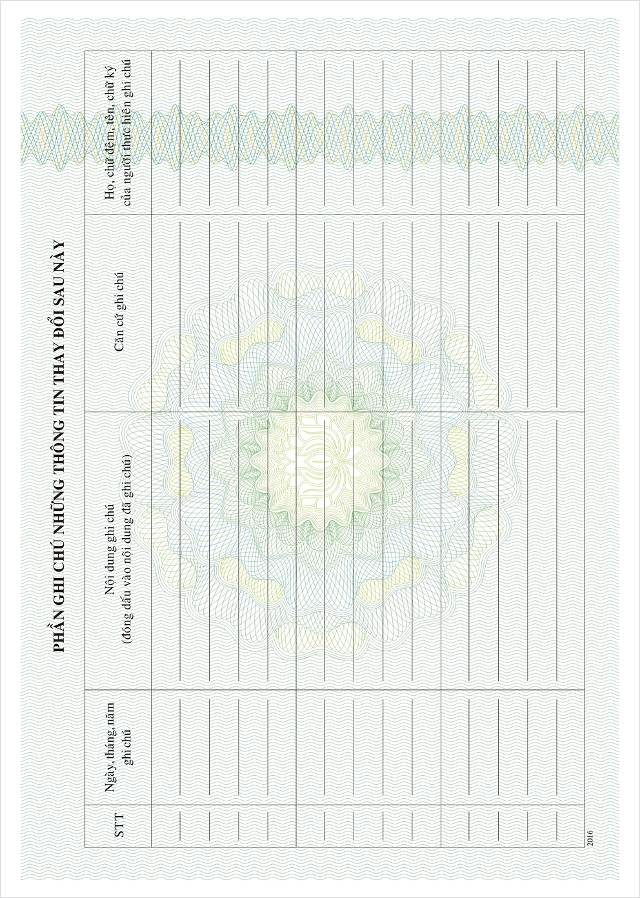 PHẦN GHI CHÚ NHỮNG THÔNG TIN THAY ĐỔI SAU NÀY
STT
Ngày, tháng, năm
ghi chú
Nội dung ghi chú
(đóng dấu vào nội dung đã ghi chú)
Căn cứ ghi chú
Họ, chữ đệm, tên, chữ ký
của người thực hiện ghi chú
2016